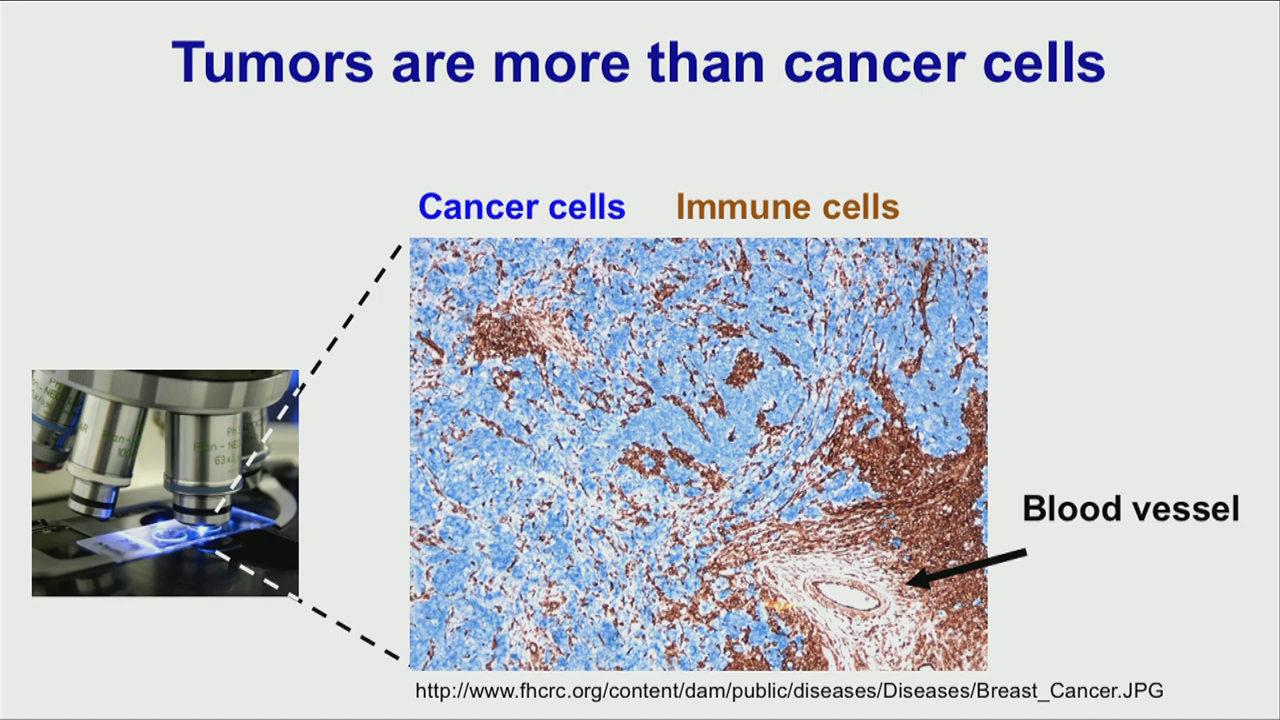 Tumors are more than cancer cells
Cancer cells
Immune cells
Blood vessel
63x/
http://www.fhcrc.org/content/dam/public/diseases/Diseases/Breast_Cancer.JPG